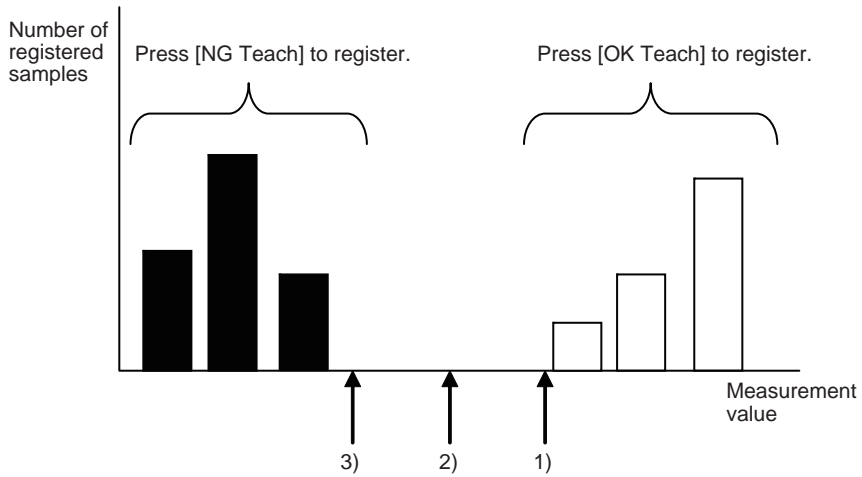 Number of
registered
samples
Press [NG Teach] to register.
Press [OK Teach] to register.
Measurement
value
3)
2)
1)